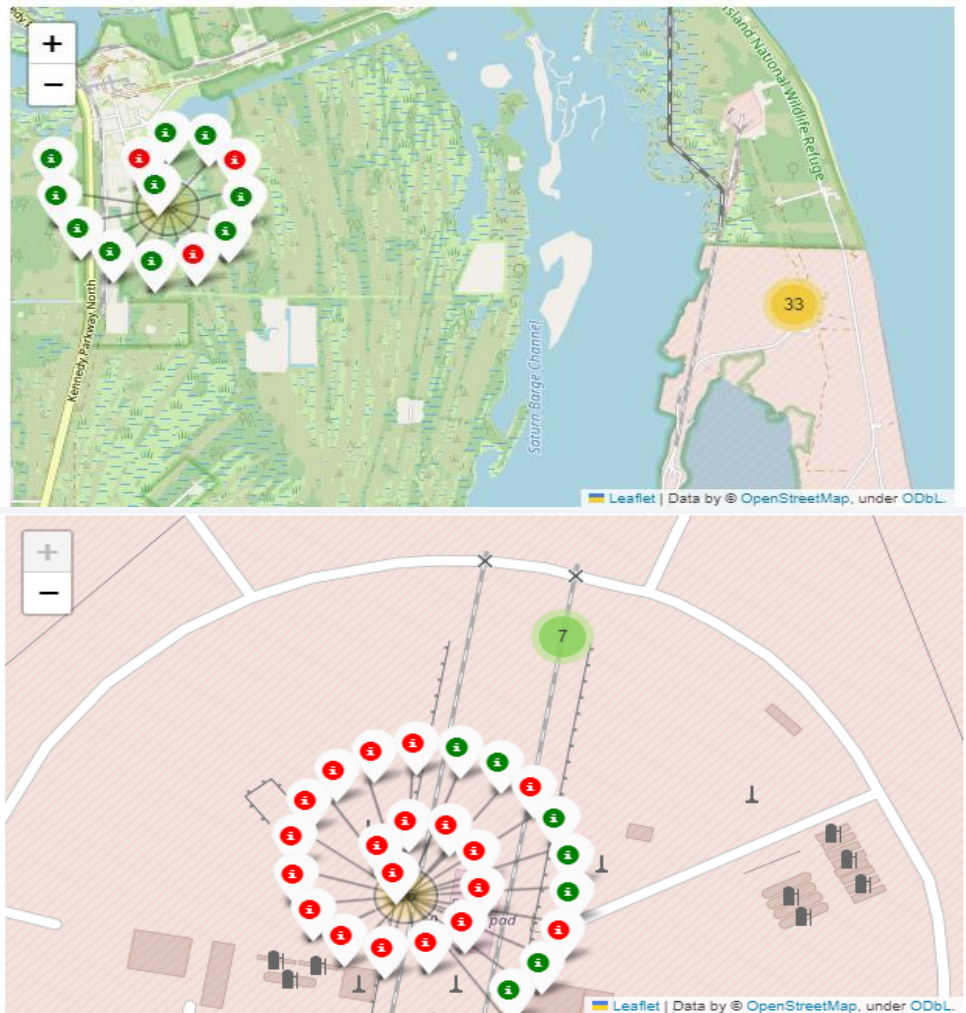 +
−
Island National Wildlife Refuge
33
Kennedy Parkway North
Saturn Barge Channel
Leaflet | Data by © OpenStreetMap, under ODbL.
+
−
7
pad
Leaflet | Data by © OpenStreetMap, under ODbL.